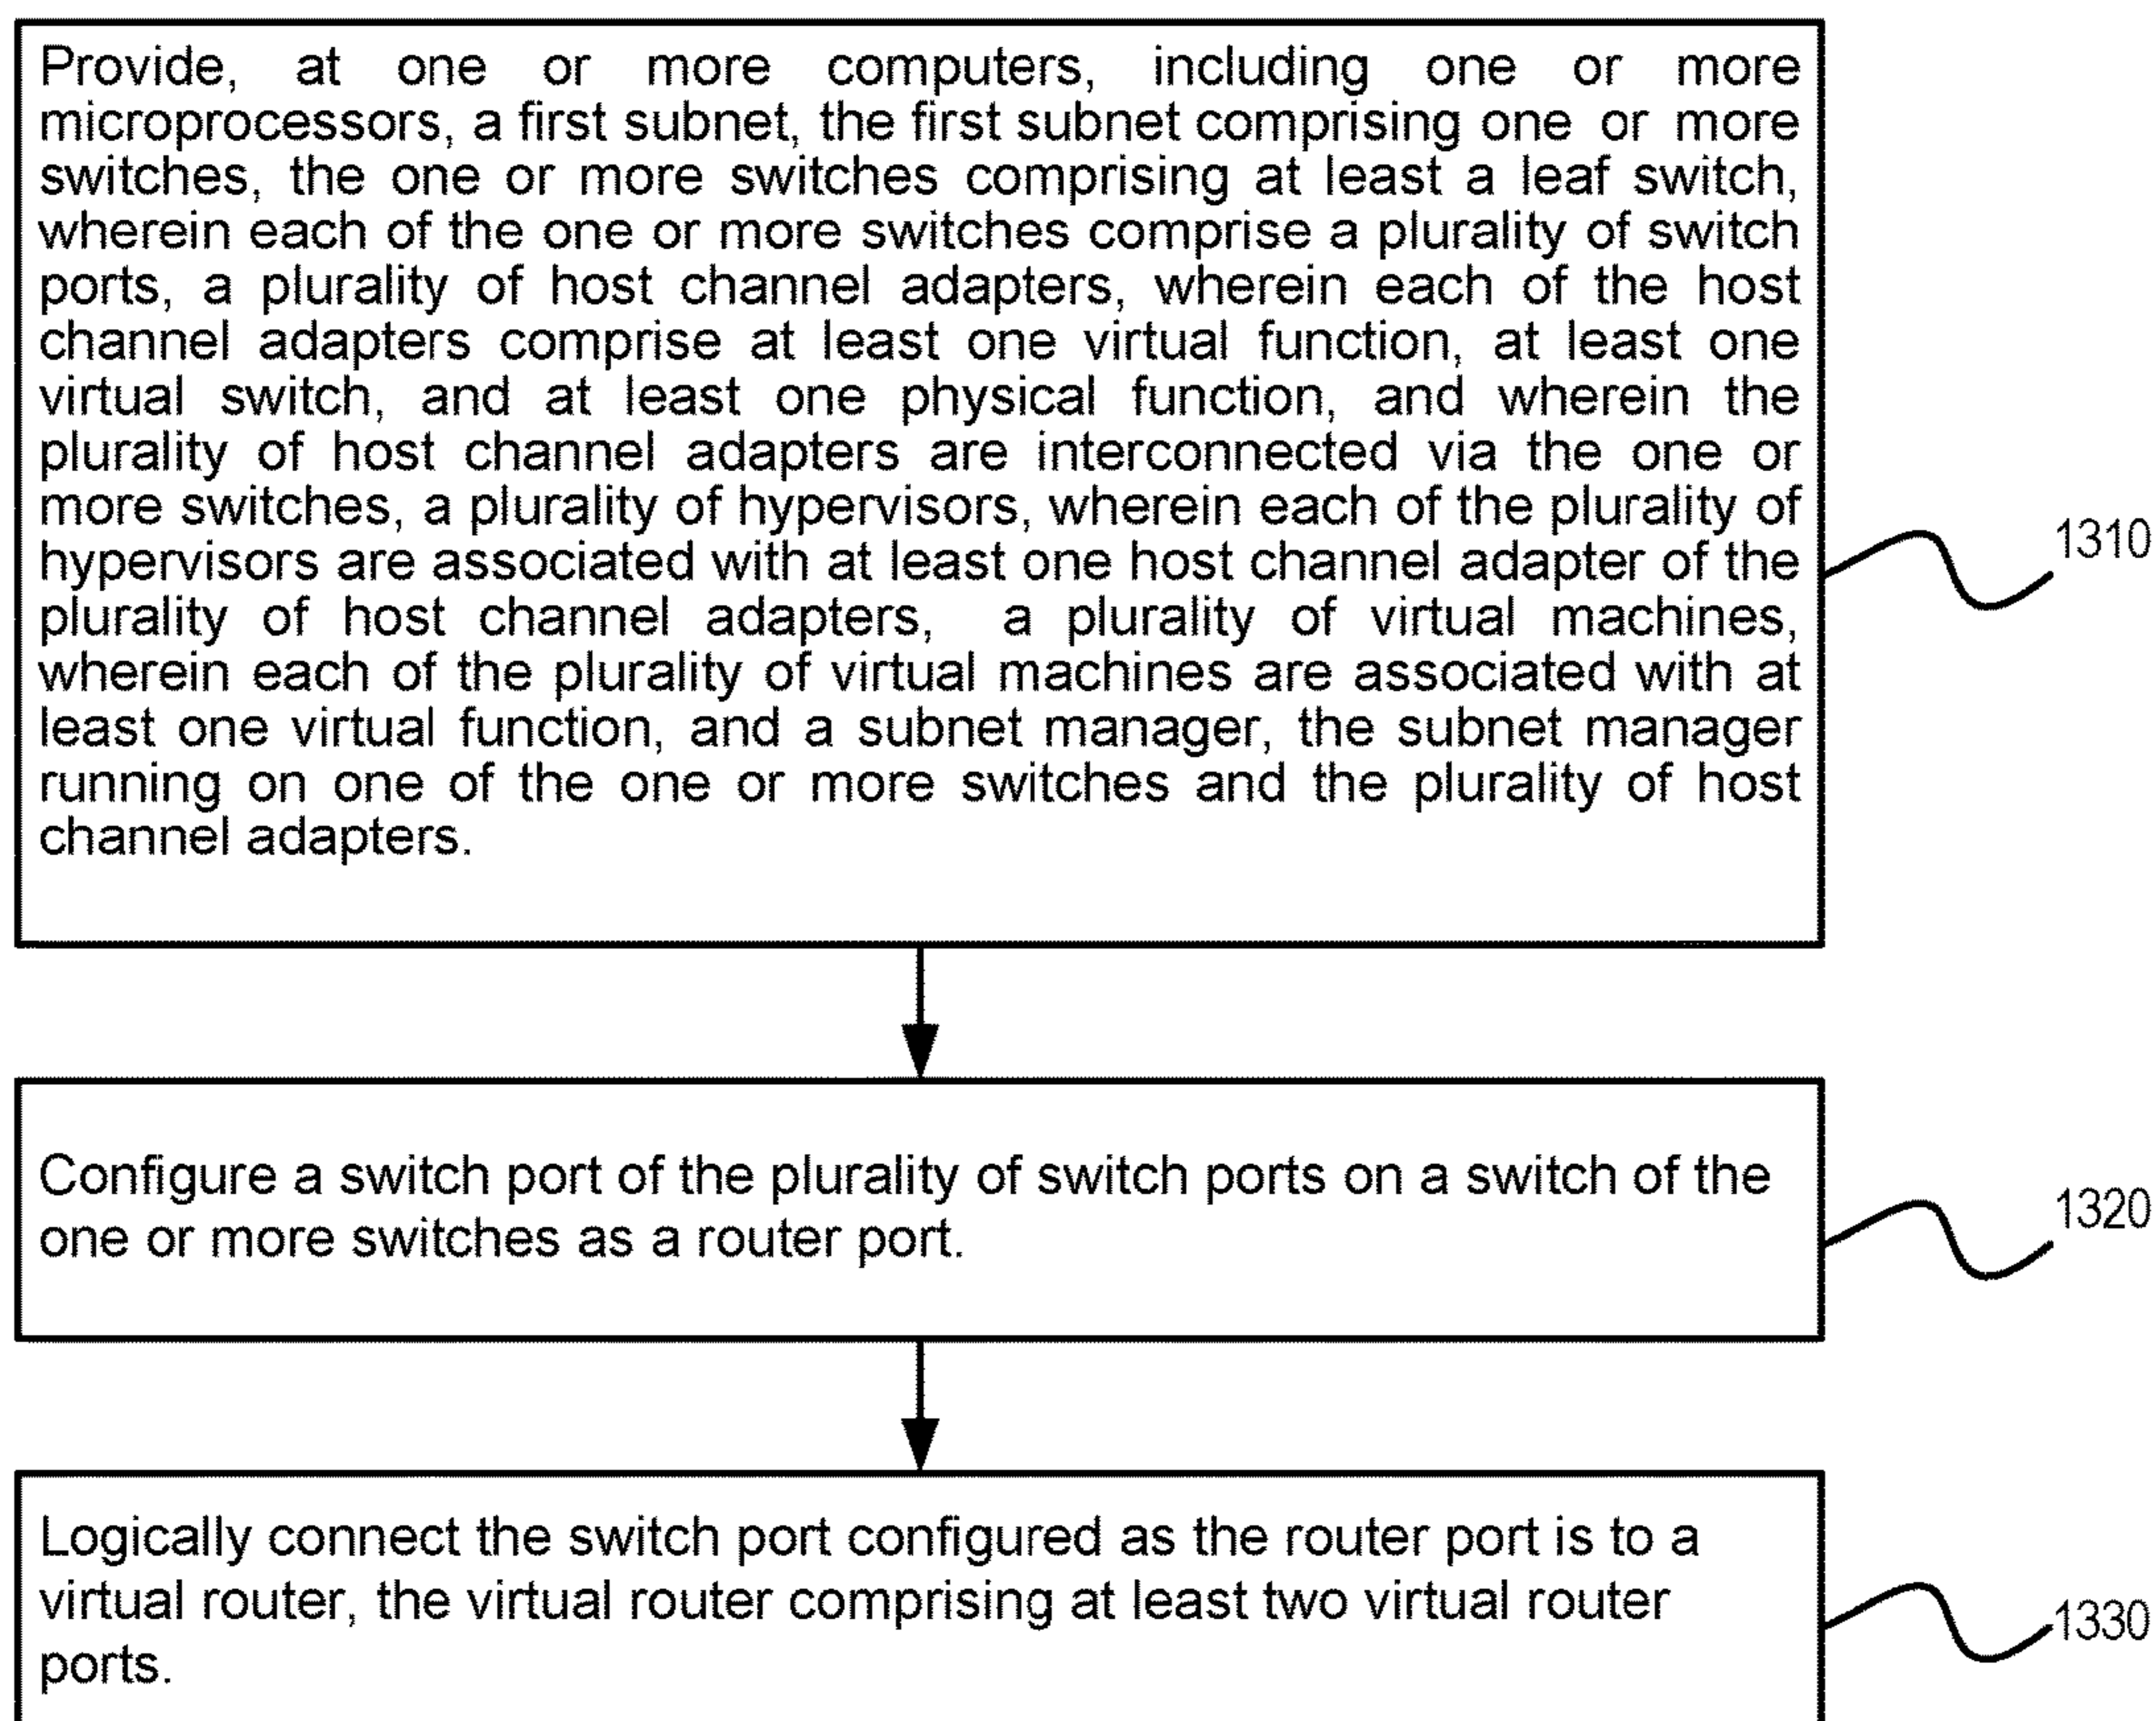 Provide, at one or more computers, including one or more
microprocessors, a first subnet, the first subnet comprising one or more
switches, the one or more switches comprising at least a leaf switch,
wherein each of the one or more switches comprise a plurality of switch
ports, a plurality of host channel adapters, wherein each of the host
channel adapters comprise at least one virtual function, at least one
virtual switch, and at least one physical function, and wherein the
plurality of host channel adapters are interconnected via the one or
more switches, a plurality of hypervisors, wherein each of the plurality of
hypervisors are associated with at least one host channel adapter of the
plurality of host channel adapters, a plurality of virtual machines,
wherein each of the plurality of virtual machines are associated with at
least one virtual function, and a subnet manager, the subnet manager
running on one of the one or more switches and the plurality of host
channel adapters.
1310
Configure a switch port of the plurality of switch ports on a switch of the
one or more switches as a router port.
1320
Logically connect the switch port configured as the router port is to a
virtual router, the virtual router comprising at least two virtual router
ports.
1330